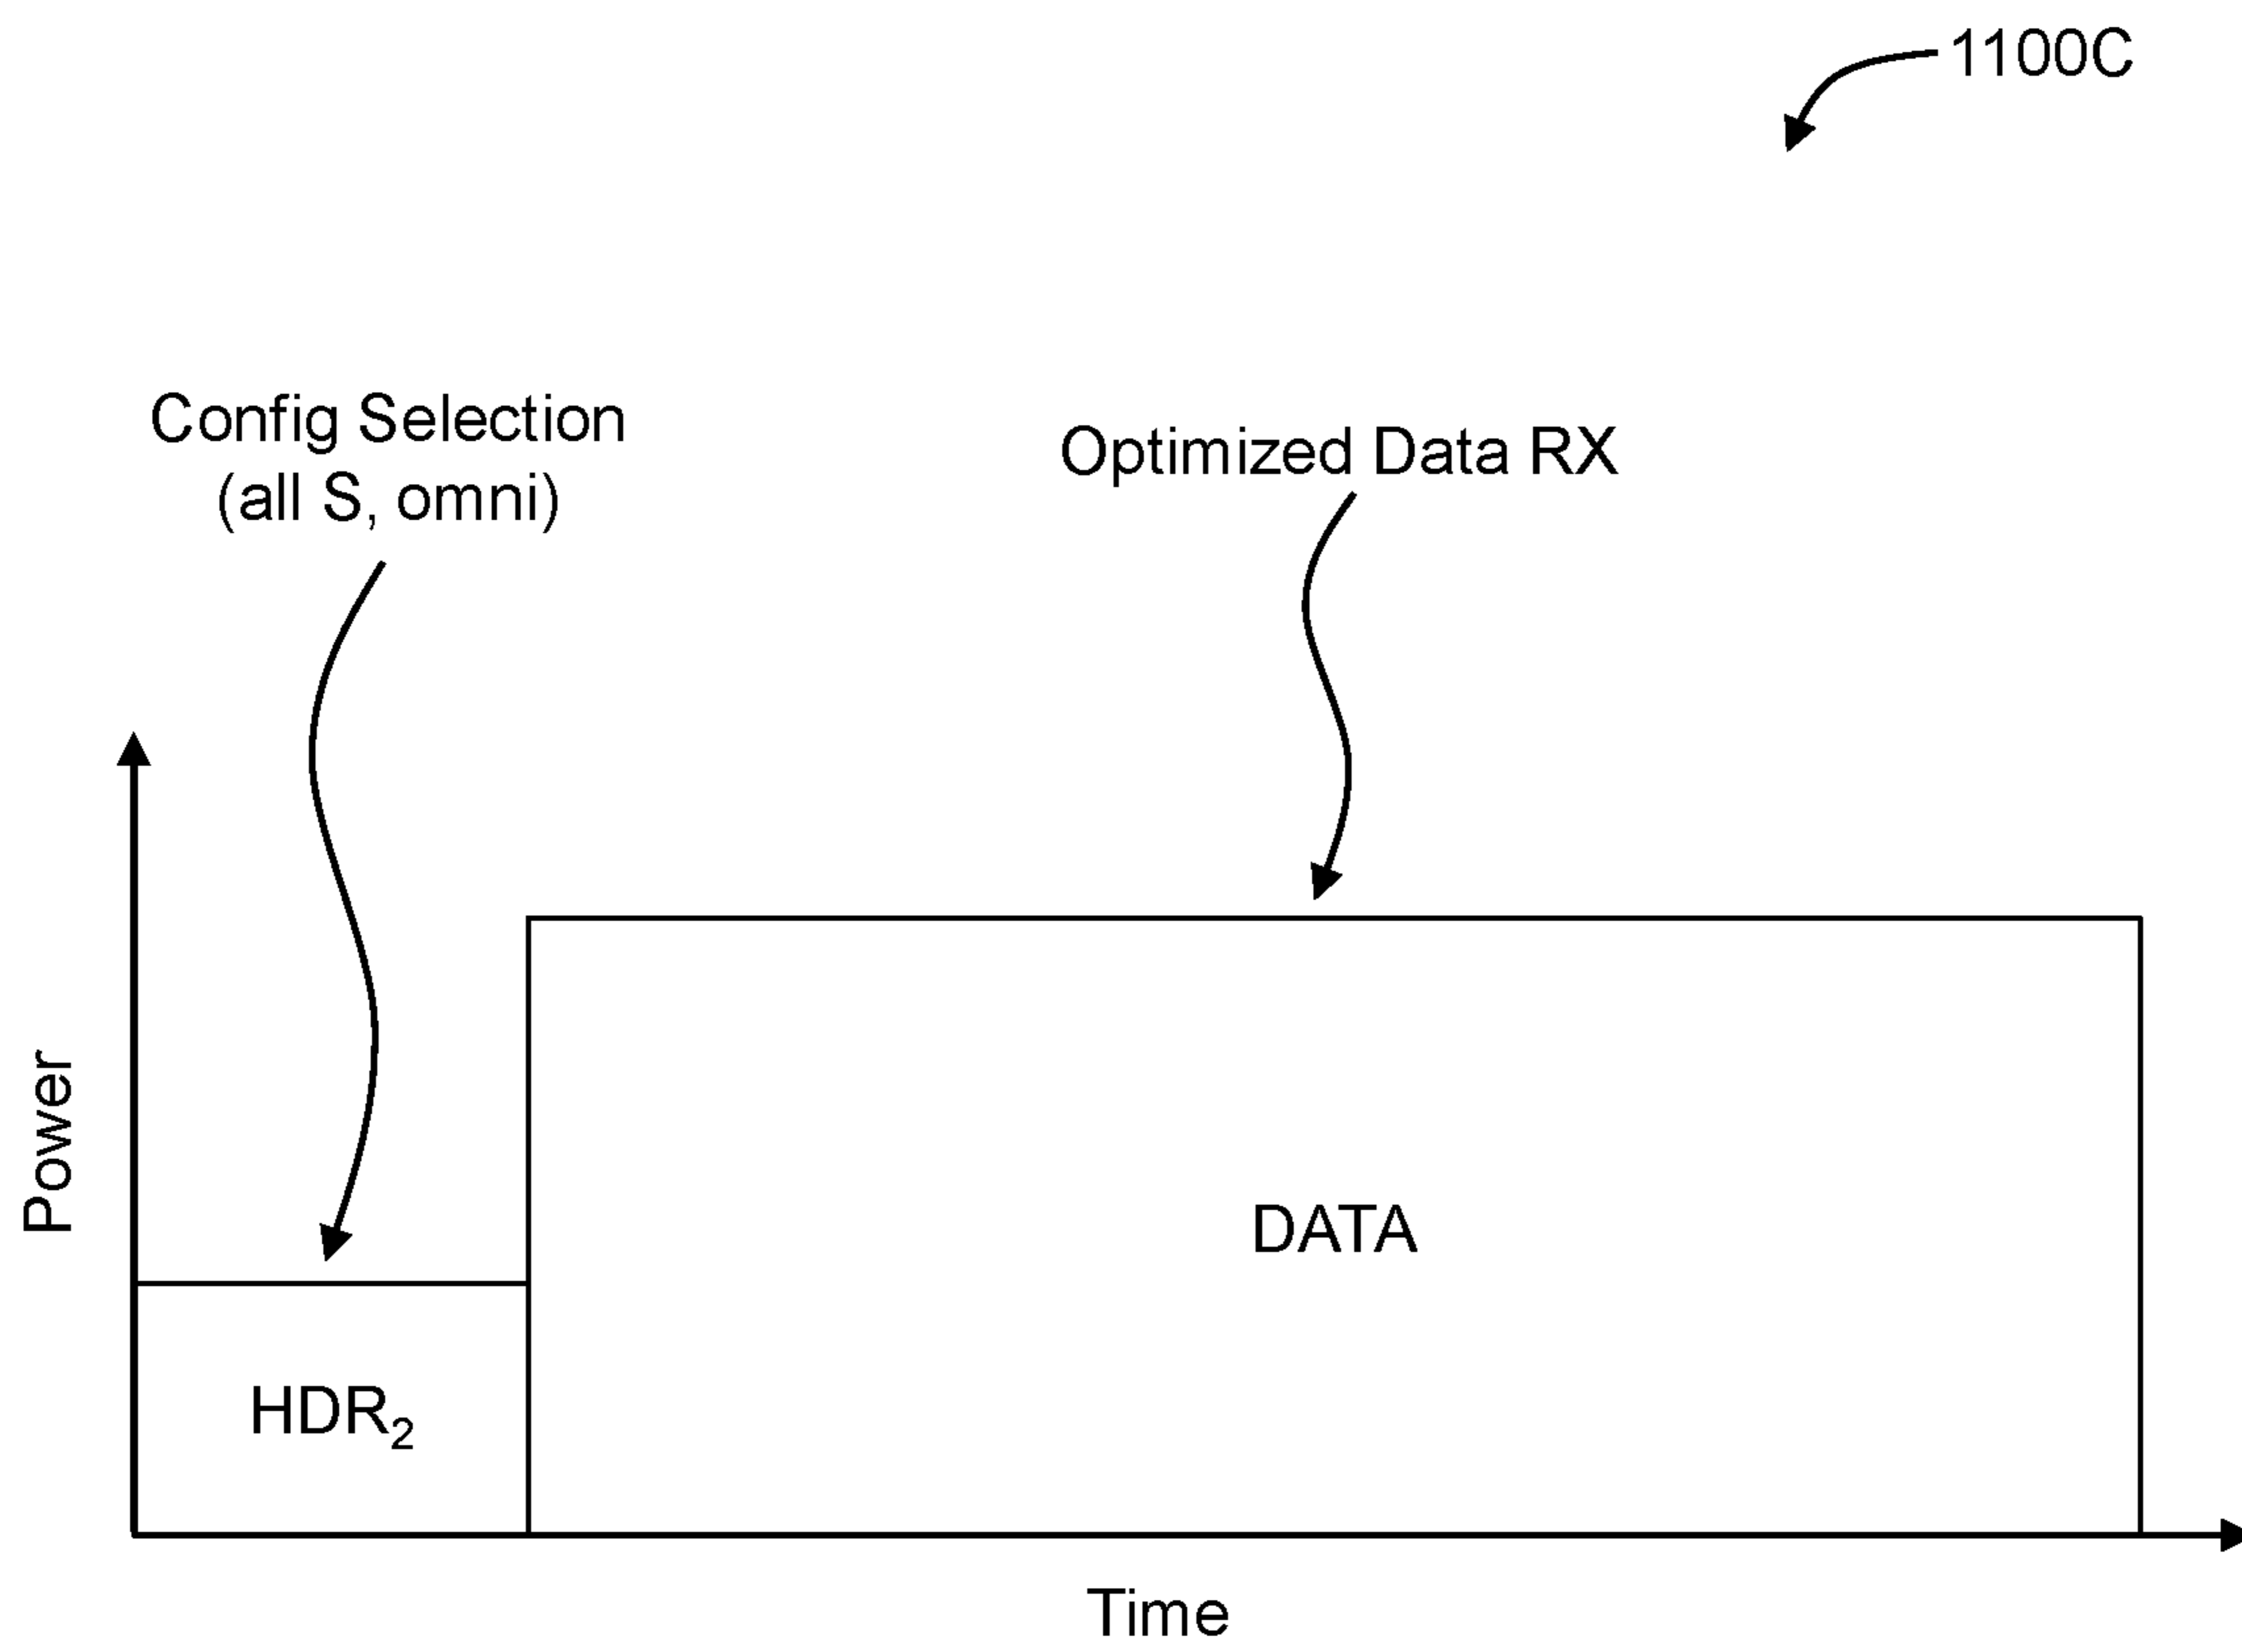 1100C
Config Selection
(all S, omni)
Optimized Data RX
Power
DATA
HDR₂
Time